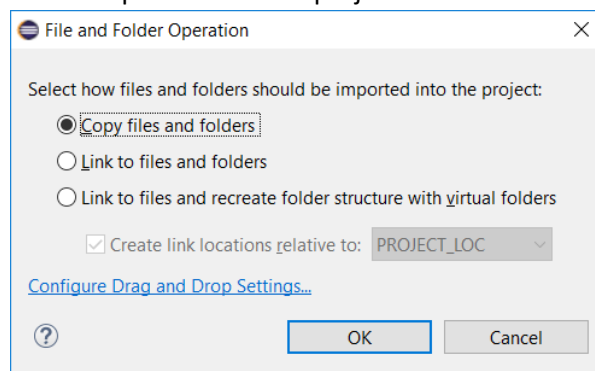 File and Folder Operation
Select how files and folders should be imported into the project:
Copy files and folders
Link to files and folders
Link to files and recreate folder structure with virtual folders
Create link locations relative to: PROJECT_LOC
Configure Drag and Drop Settings...
? OK Cancel